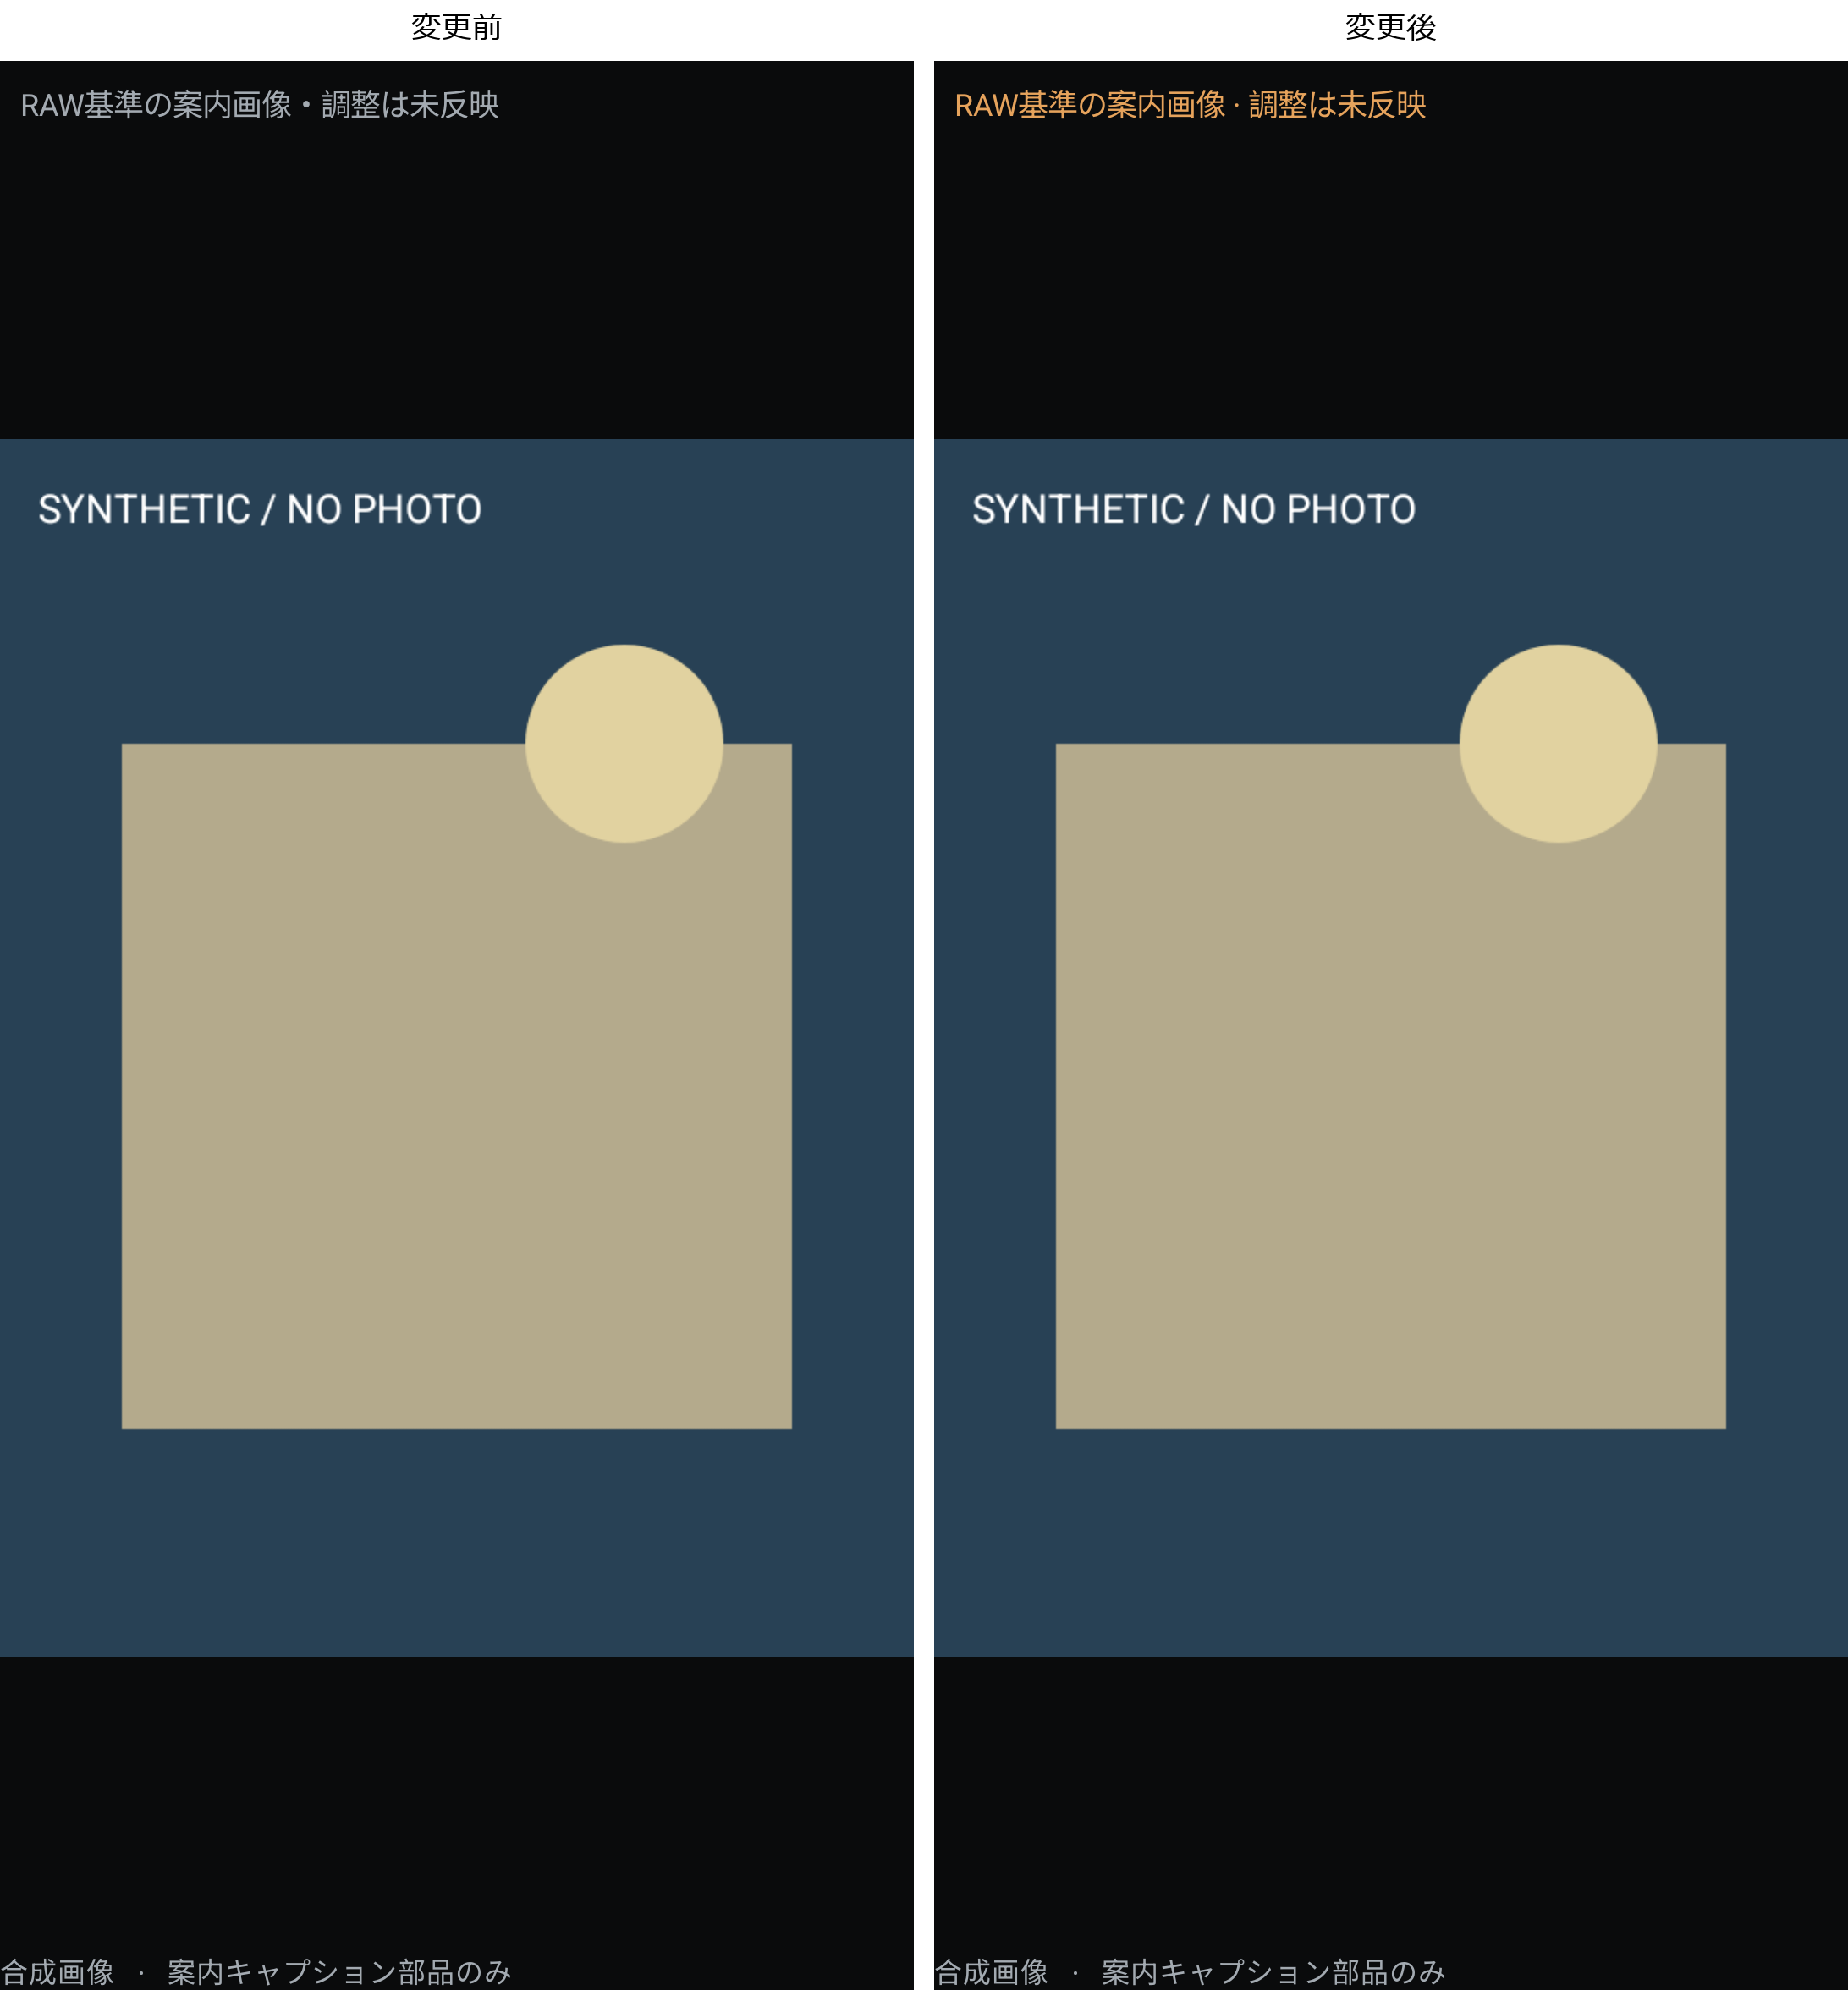 変更前
変更後
RAW基準の案内画像・調整は未反映
RAW基準の案内画像 · 調整は未反映
SYNTHETIC / NO PHOTO
SYNTHETIC / NO PHOTO
合成画像 · 案内キャプション部品のみ
合成画像 · 案内キャプション部品のみ